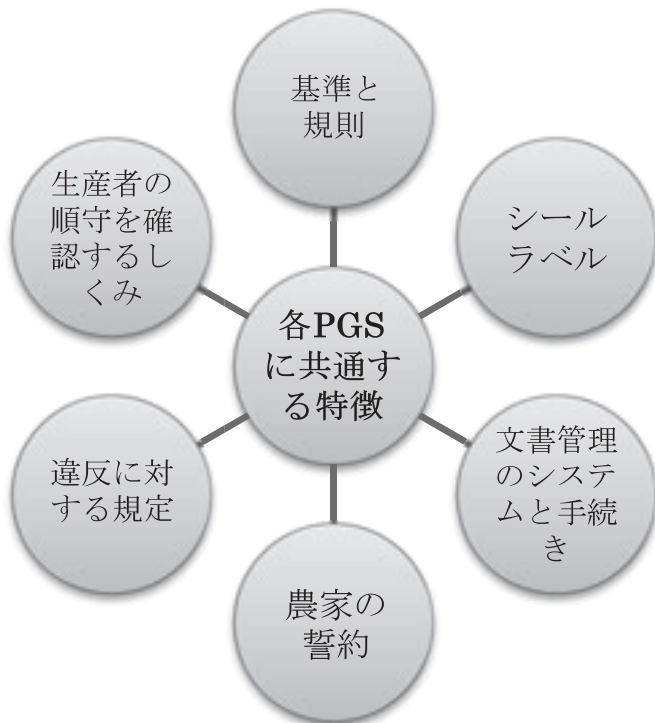 基準と
規則
生産者の
順守を確
認するし
くみ
シール
ラベル
各PGS
に共通す
る特徴
違反に対
する規定
文書管理
のシステ
ムと手続
き
農家の
誓約